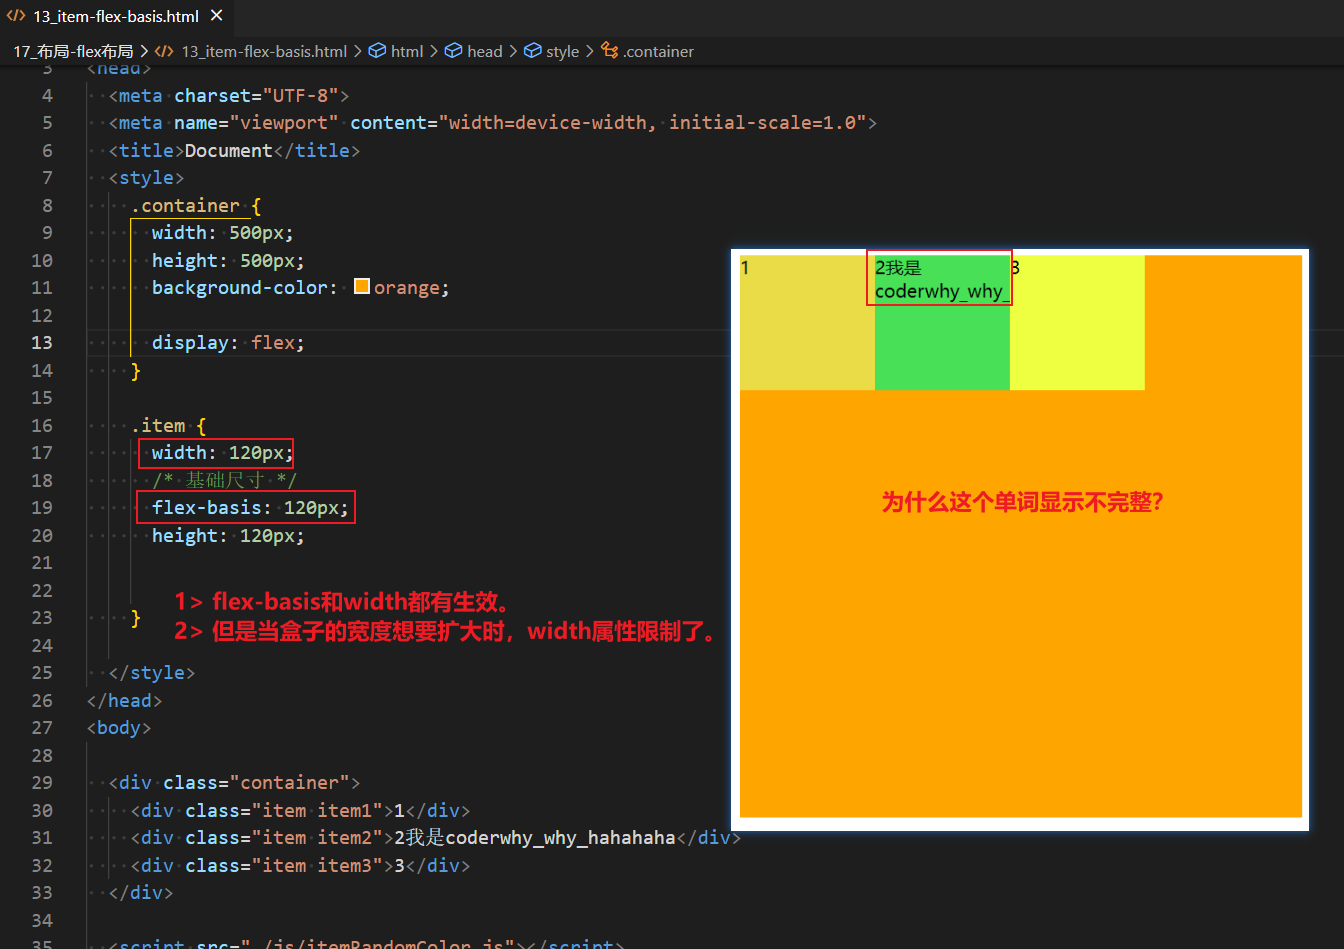 13_item-flex-basis.html
17_布局-flex布局 > 13_item-flex-basis.html > html > head > style > .container
3 <head>
4 <meta charset="UTF-8">
5 <meta name="viewport" content="width=device-width, initial-scale=1.0">
6 <title>Document</title>
7 <style>
8 .container {
9 width: 500px;
10 height: 500px;
11 background-color: orange;
12
13 display: flex;
14 }
15
16 .item {
17 width: 120px;
18 /* 基础尺寸 */
19 flex-basis: 120px;
20 height: 120px;
21
22
1> flex-basis和width都有生效。
23 }
2> 但是当盒子的宽度想要扩大时，width属性限制了。
24
25 </style>
26 </head>
27 <body>
28
29 <div class="container">
30 <div class="item item1">1</div>
31 <div class="item item2">2我是coderwhy_why_hahahaha</div>
32 <div class="item item3">3</div>
33 </div>
34
35 <script src="./js/itemRandomColor.js"></script>
1
2我是
coderwhy_why_
3
为什么这个单词显示不完整？